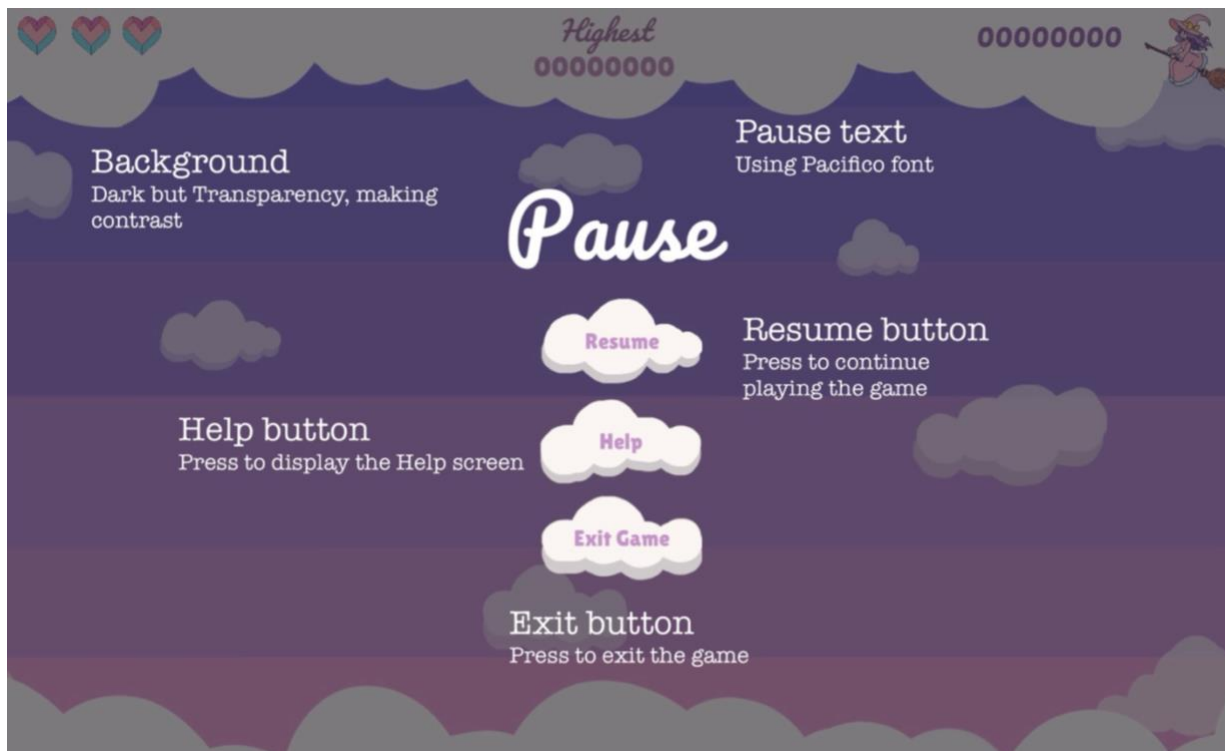 Highest
00000000
00000000
Pause text
Using Pacifico font
Background
Dark but Transparency, making
contrast
Pause
Resume
Resume button
Press to continue
playing the game
Help button
Press to display the Help screen
Help
Exit Game
Exit button
Press to exit the game